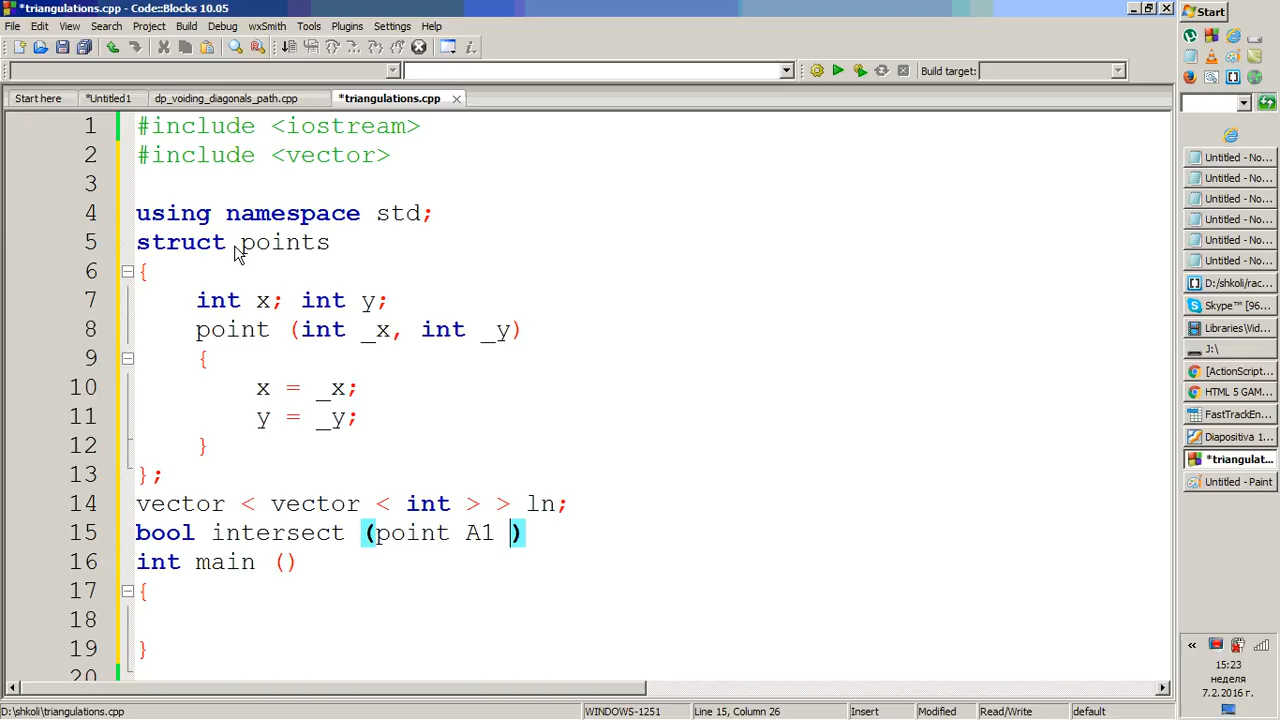 *triangulations.cpp - Code::Blocks 10.05
Start
File Edit View Search Project Build Debug wxSmith Tools Plugins Settings Help
Build target:
Start here *Untitled1 dp_voiding_diagonals_path.cpp *triangulations.cpp
1 #include <iostream>
2 #include <vector>
3
4 using namespace std;
5 struct points
6 {
7 int x; int y;
8 point (int _x, int _y)
9 {
10 x = _x;
11 y = _y;
12 }
13 };
14 vector < vector < int > > ln;
15 bool intersect (point A1 )
16 int main ()
17 {
18
19 }
20
Untitled - No...
Untitled - No...
Untitled - No...
Untitled - No...
Untitled - No...
Untitled - No...
D:/shkoli/rac...
Skype™ [96...
Libraries\Vid...
J:\
[ActionScript...
HTML 5 GAM...
FastTrackEn...
Diapositiva 1...
*triangulat...
Untitled - Paint
15:23
неделя
7.2.2016 г.
D:\shkoli\triangulations.cpp WINDOWS-1251 Line 15, Column 26 Insert Modified Read/Write default